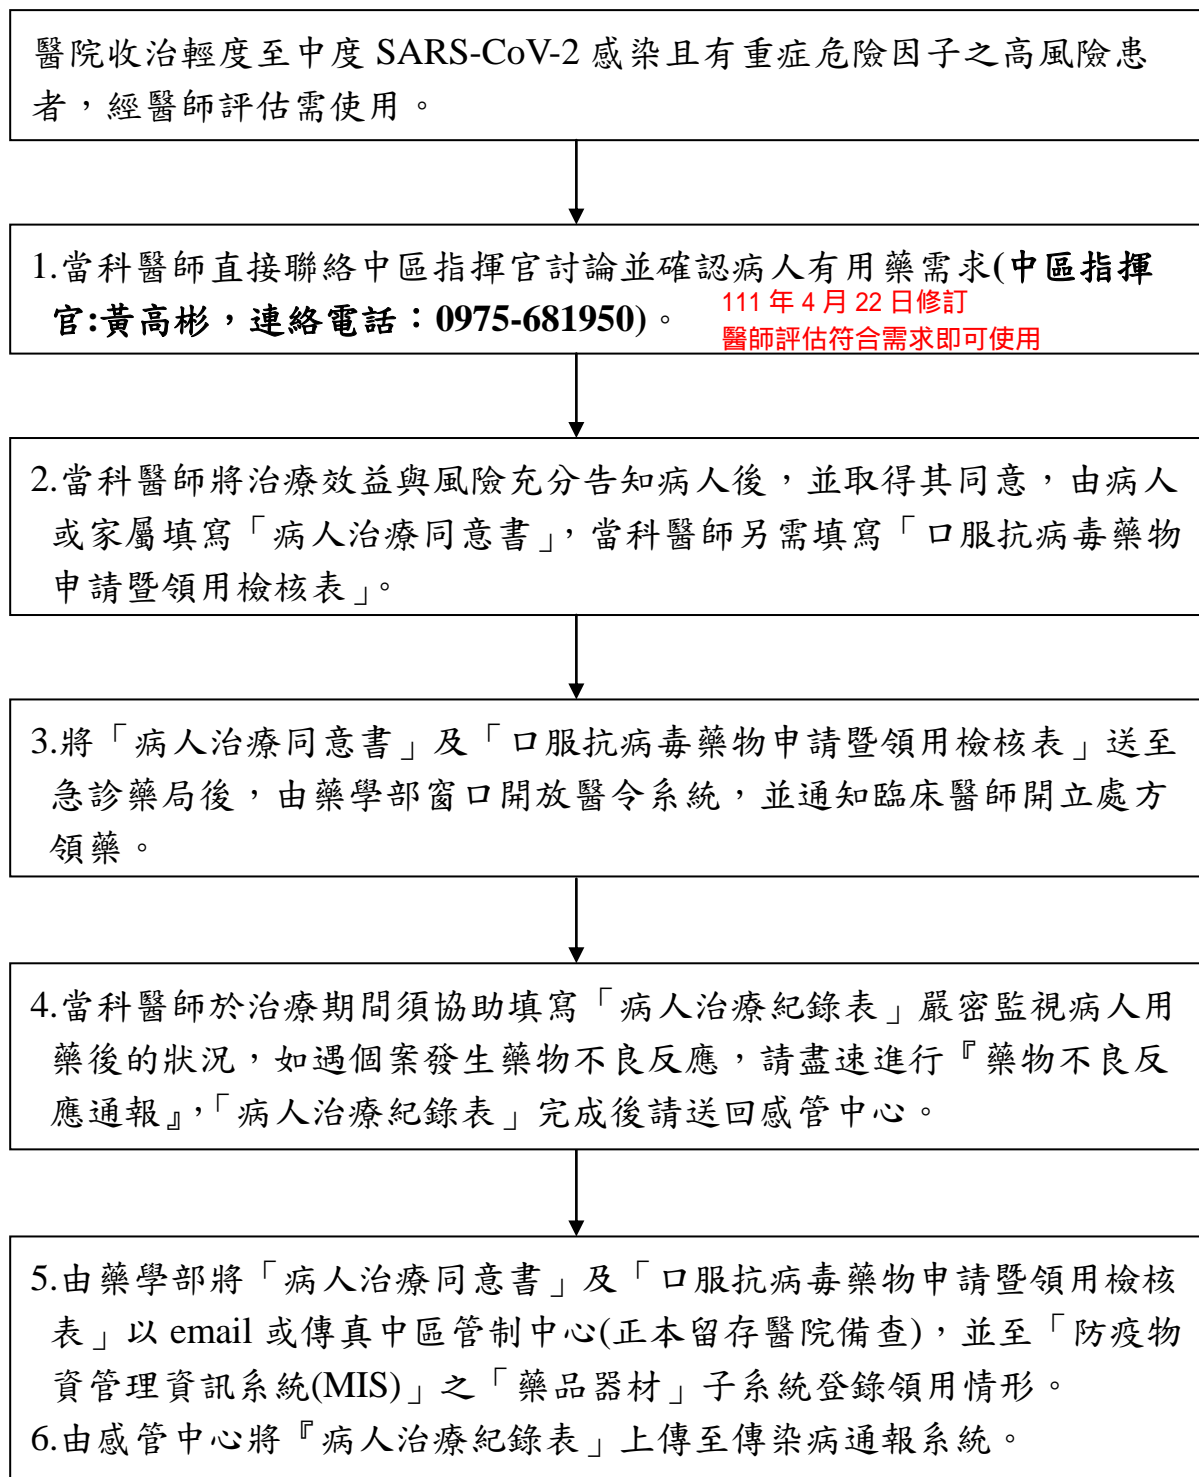 醫院收治輕度至中度 SARS-CoV-2 感染且有重症危險因子之高風險患
者，經醫師評估需使用。
1.當科醫師直接聯絡中區指揮官討論並確認病人有用藥需求(中區指揮
官:黃高彬，連絡電話：0975-681950)。
111 年 4 月 22 日修訂
醫師評估符合需求即可使用
2.當科醫師將治療效益與風險充分告知病人後，並取得其同意，由病人
或家屬填寫「病人治療同意書」，當科醫師另需填寫「口服抗病毒藥物
申請暨領用檢核表」。
3.將「病人治療同意書」及「口服抗病毒藥物申請暨領用檢核表」送至
急診藥局後，由藥學部窗口開放醫令系統，並通知臨床醫師開立處方
領藥。
4.當科醫師於治療期間須協助填寫「病人治療紀錄表」嚴密監視病人用
藥後的狀況，如遇個案發生藥物不良反應，請盡速進行『藥物不良反
應通報』，「病人治療紀錄表」完成後請送回感管中心。
5.由藥學部將「病人治療同意書」及「口服抗病毒藥物申請暨領用檢核
表」以 email 或傳真中區管制中心(正本留存醫院備查)，並至「防疫物
資管理資訊系統(MIS)」之「藥品器材」子系統登錄領用情形。
6.由感管中心將『病人治療紀錄表」上傳至傳染病通報系統。